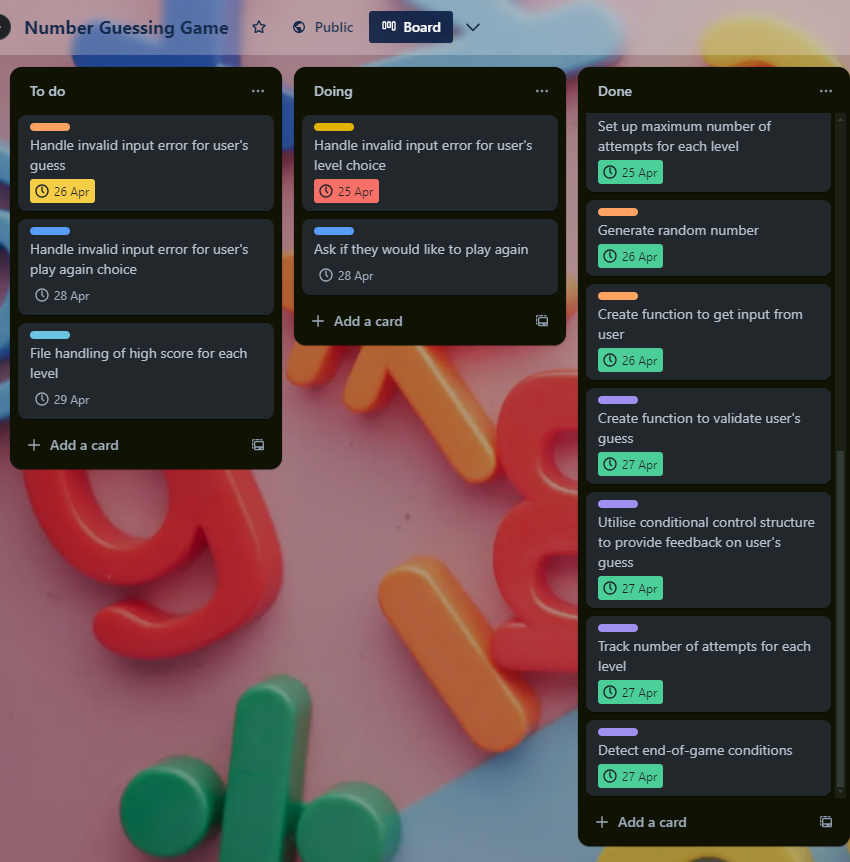 Number Guessing Game
Public
Board
To do
Handle invalid input error for user's
guess
26 Apr
Handle invalid input error for user's
play again choice
28 Apr
File handling of high score for each
level
29 Apr
+ Add a card
Doing
Handle invalid input error for user's
level choice
25 Apr
Ask if they would like to play again
28 Apr
+ Add a card
Done
Set up maximum number of
attempts for each level
25 Apr
Generate random number
26 Apr
Create function to get input from
user
26 Apr
Create function to validate user's
guess
27 Apr
Utilise conditional control structure
to provide feedback on user's
guess
27 Apr
Track number of attempts for each
level
27 Apr
Detect end-of-game conditions
27 Apr
+ Add a card